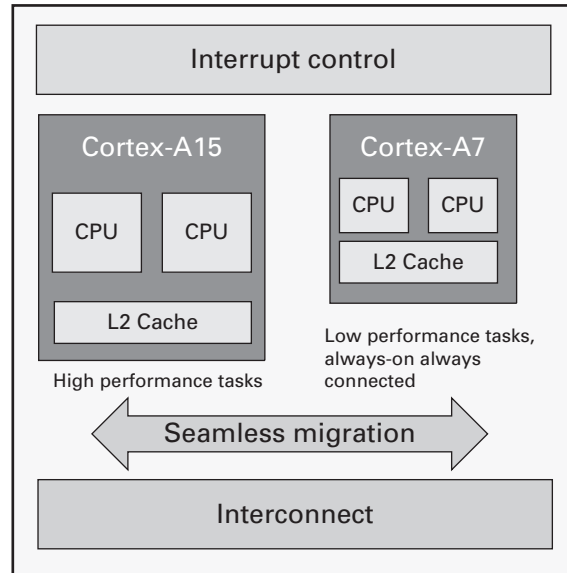 Interrupt control
Cortex-A15
Cortex-A7
CPU
CPU
CPU
CPU
L2 Cache
L2 Cache
High performance tasks
Low performance tasks,
always-on always
connected
Seamless migration
Interconnect